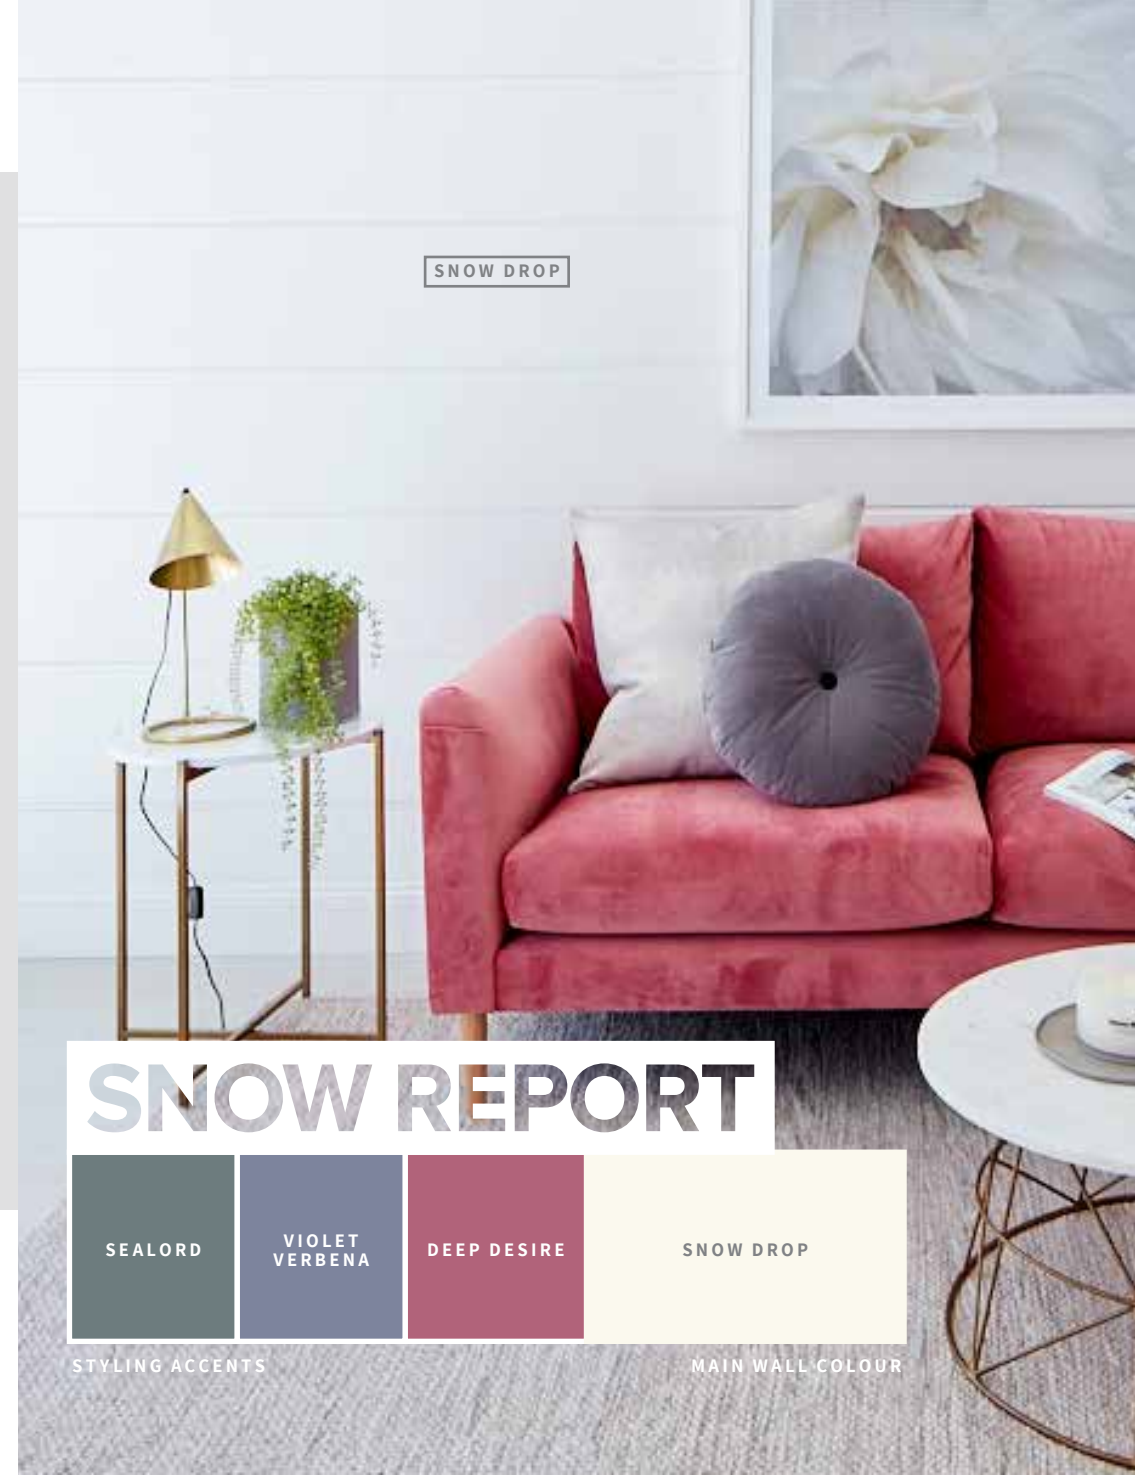 SNOW DROP
SNOW REPORT
SEALORD
VIOLET
VERBENA
DEEP DESIRE
SNOW DROP
STYLING ACCENTS
MAIN WALL COLOUR